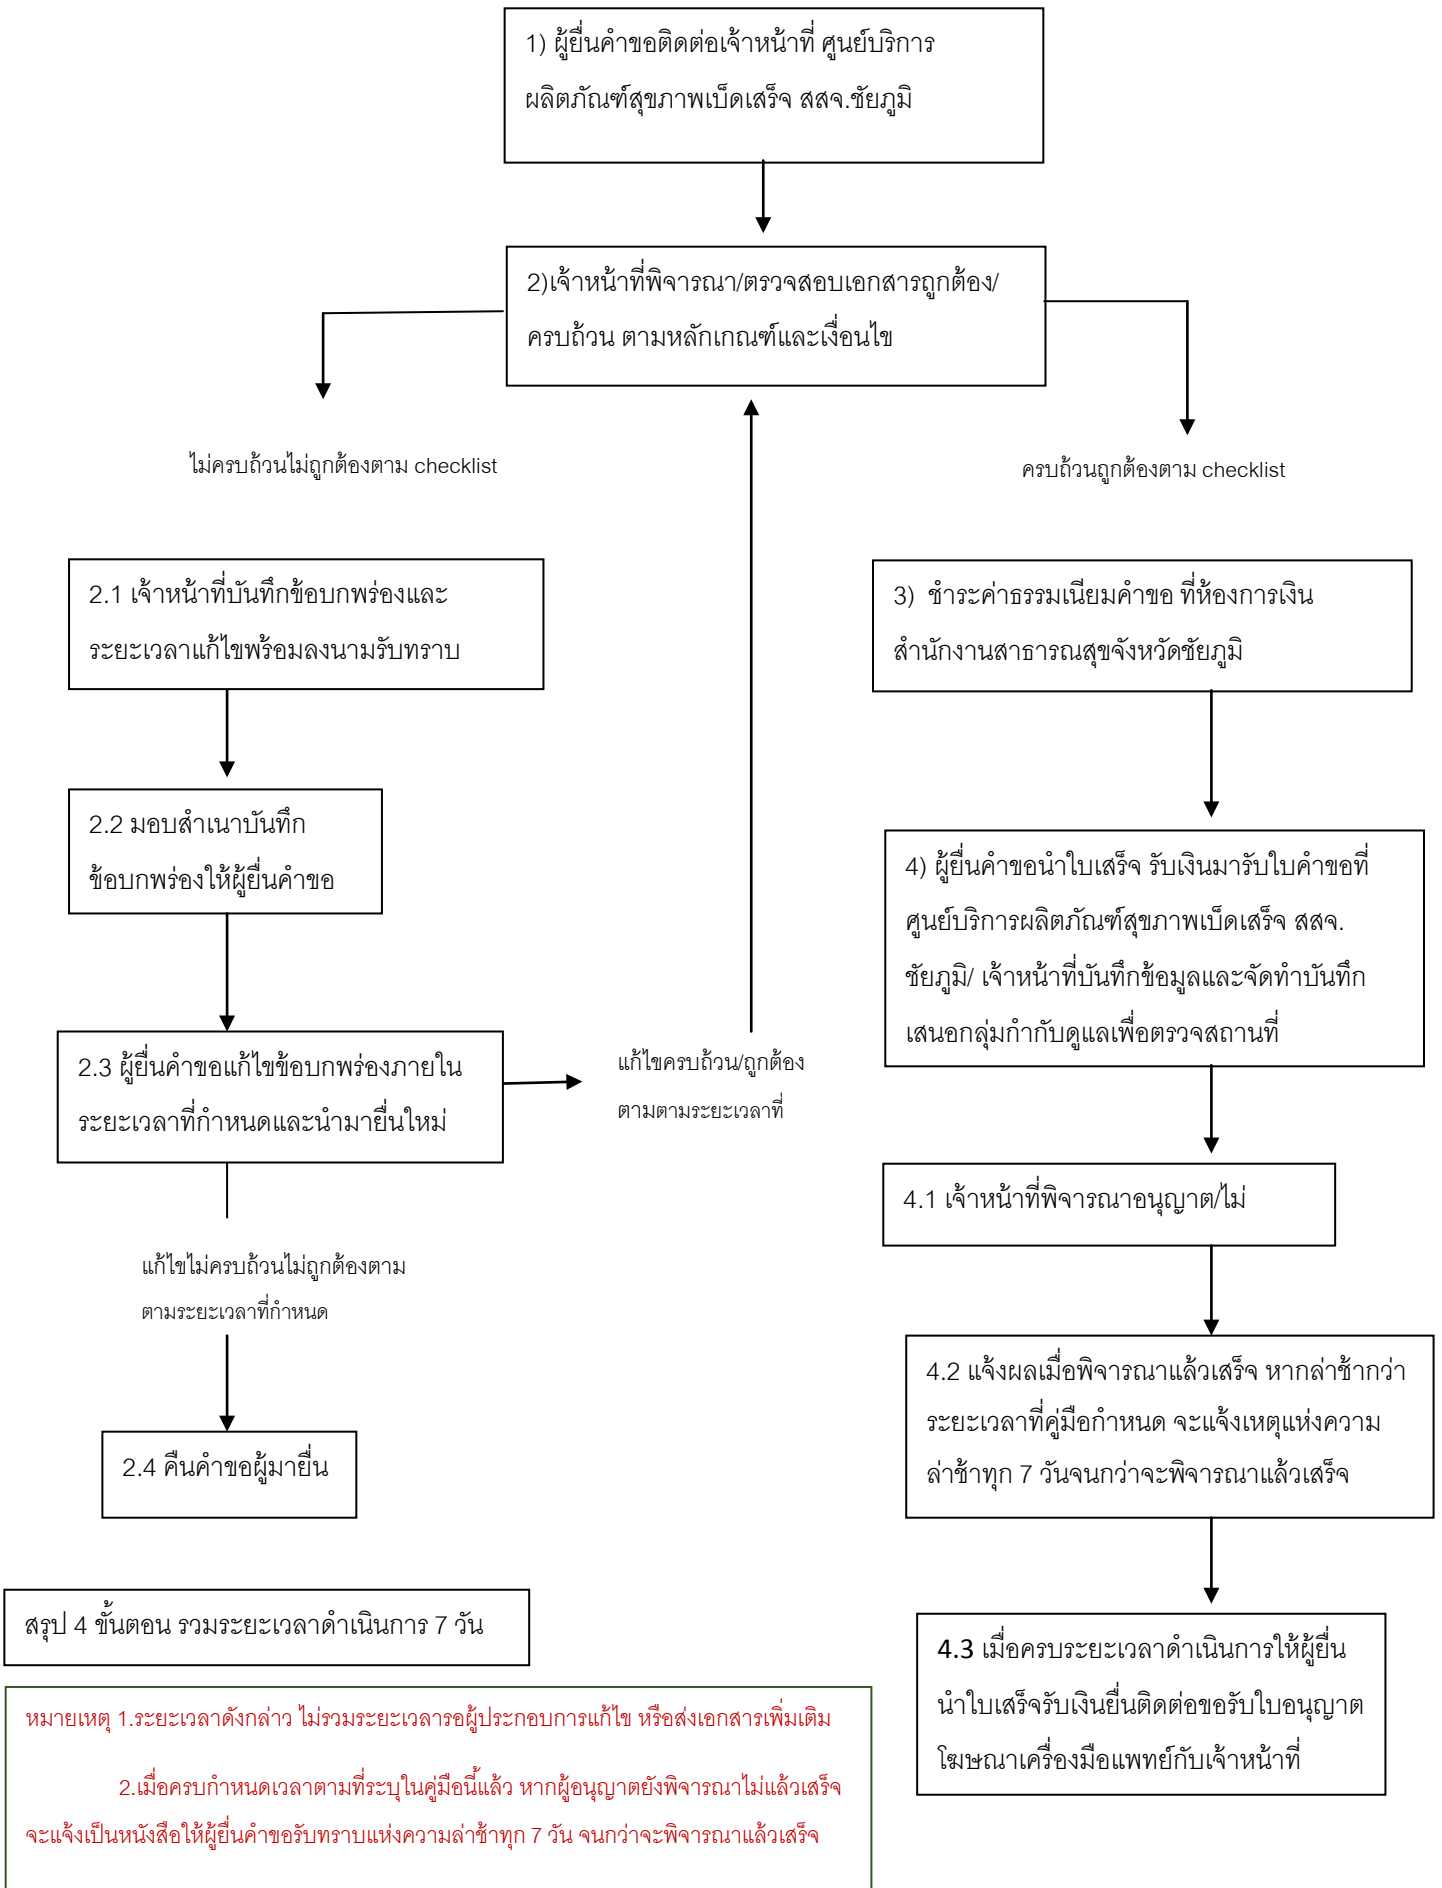 1) ผู้ยื่นคำขอติดต่อเจ้าหน้าที่ ศูนย์บริการ
ผลิตภัณฑ์สุขภาพเบ็ดเสร็จ สสจ.ชัยภูมิ
2)เจ้าหน้าที่พิจารณา/ตรวจสอบเอกสารถูกต้อง/
ครบถ้วน ตามหลักเกณฑ์และเงื่อนไข
ไม่ครบถ้วนไม่ถูกต้องตาม checklist
ครบถ้วนถูกต้องตาม checklist
2.1 เจ้าหน้าที่บันทึกข้อบกพร่องและ
ระยะเวลาแก้ไขพร้อมลงนามรับทราบ
3) ชำระค่าธรรมเนียมคำขอ ที่ห้องการเงิน
สำนักงานสาธารณสุขจังหวัดชัยภูมิ
2.2 มอบสำเนาบันทึก
ข้อบกพร่องให้ผู้ยื่นคำขอ
4) ผู้ยื่นคำขอนำใบเสร็จ รับเงินมารับใบคำขอที่
ศูนย์บริการผลิตภัณฑ์สุขภาพเบ็ดเสร็จ สสจ.
ชัยภูมิ/ เจ้าหน้าที่บันทึกข้อมูลและจัดทำบันทึก
เสนอกลุ่มกำกับดูแลเพื่อตรวจสถานที่
2.3 ผู้ยื่นคำขอแก้ไขข้อบกพร่องภายใน
ระยะเวลาที่กำหนดและนำมายื่นใหม่
แก้ไขครบถ้วน/ถูกต้อง
ตามตามระยะเวลาที่
4.1 เจ้าหน้าที่พิจารณาอนุญาต/ไม่
แก้ไขไม่ครบถ้วนไม่ถูกต้องตาม
ตามระยะเวลาที่กำหนด
4.2 แจ้งผลเมื่อพิจารณาแล้วเสร็จ หากล่าช้ากว่า
ระยะเวลาที่คู่มือกำหนด จะแจ้งเหตุแห่งความ
ล่าช้าทุก 7 วันจนกว่าจะพิจารณาแล้วเสร็จ
2.4 คืนคำขอผู้มายื่น
สรุป 4 ขั้นตอน รวมระยะเวลาดำเนินการ 7 วัน
4.3 เมื่อครบระยะเวลาดำเนินการให้ผู้ยื่น
นำใบเสร็จรับเงินยื่นติดต่อขอรับใบอนุญาต
โฆษณาเครื่องมือแพทย์กับเจ้าหน้าที่
หมายเหตุ 1.ระยะเวลาดังกล่าว ไม่รวมระยะเวลารอผู้ประกอบการแก้ไข หรือส่งเอกสารเพิ่มเติม
2.เมื่อครบกำหนดเวลาตามที่ระบุในคู่มือนี้แล้ว หากผู้อนุญาตยังพิจารณาไม่แล้วเสร็จ
จะแจ้งเป็นหนังสือให้ผู้ยื่นคำขอรับทราบแห่งความล่าช้าทุก 7 วัน จนกว่าจะพิจารณาแล้วเสร็จ